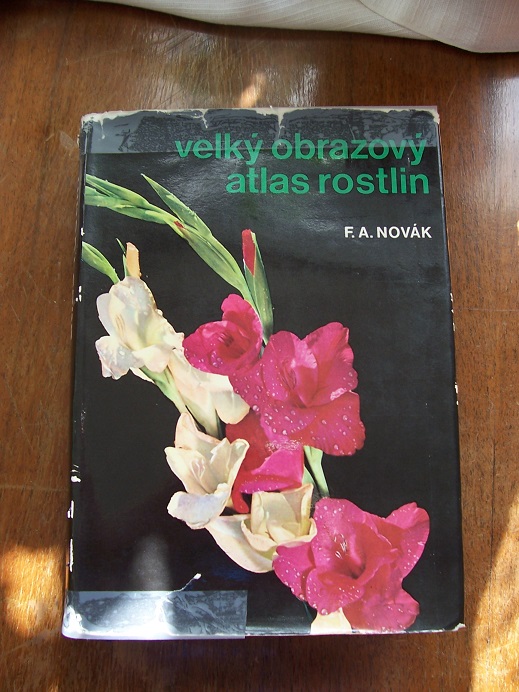 velký obrazový
atlas rostlin
F. A. NOVÁK